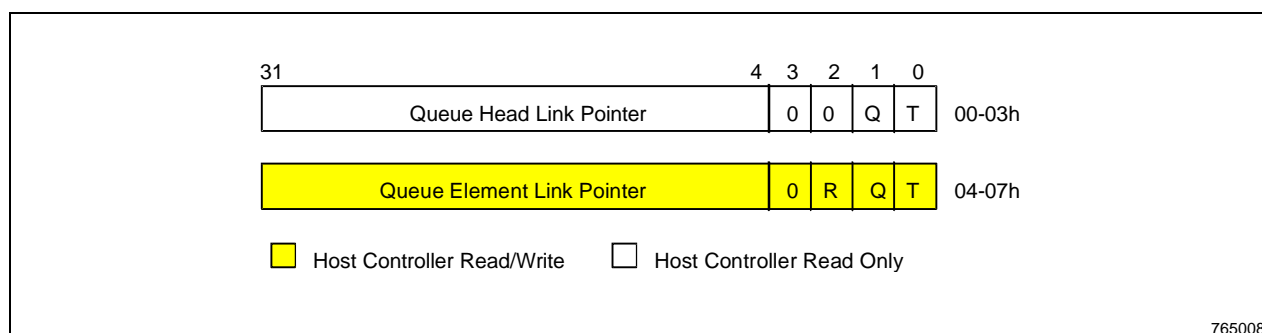 31 4 3 2 1 0
Queue Head Link Pointer 0 0 Q T 00-03h
Queue Element Link Pointer 0 R Q T 04-07h
Host Controller Read/Write Host Controller Read Only
765008